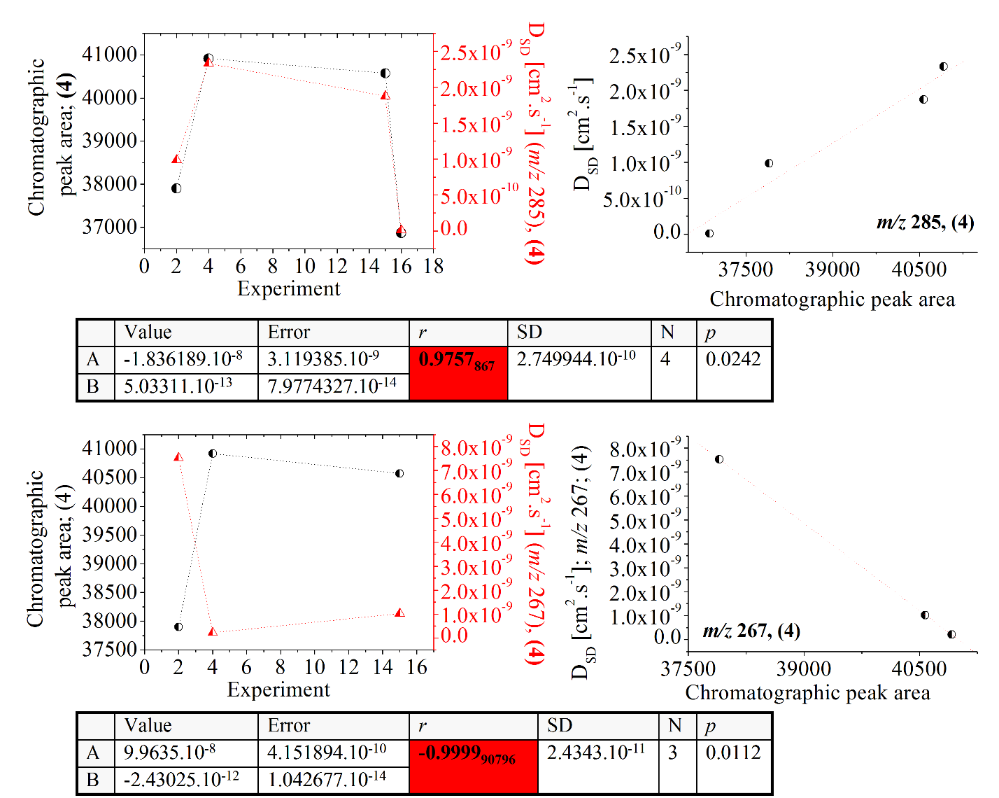 Chromatographic
peak area; (4)
41000
40000
39000
38000
37000
0 2 4 6 8 10 12 14 16 18
Experiment
2.5x10-9
2.0x10-9
1.5x10-9
1.0x10-9
5.0x10-10
0.0
DSD [cm2.s-1] (m/z 285), (4)
DSD [cm2.s-1]
2.5x10-9
2.0x10-9
1.5x10-9
1.0x10-9
5.0x10-10
0.0
m/z 285, (4)
37500 39000 40500
Chromatographic peak area
Value Error r SD N p
A -1.836189.10-8 3.119385.10-9 0.9757867 2.749944.10-10 4 0.0242
B 5.03311.10-13 7.9774327.10-14
Chromatographic
peak area; (4)
41000
40500
40000
39500
39000
38500
38000
37500
0 2 4 6 8 10 12 14 16
Experiment
8.0x10-9
7.0x10-9
6.0x10-9
5.0x10-9
4.0x10-9
3.0x10-9
2.0x10-9
1.0x10-9
0.0
DSD [cm2.s-1] (m/z 267), (4)
DSD [cm2.s-1]; m/z 267; (4)
8.0x10-9
7.0x10-9
6.0x10-9
5.0x10-9
4.0x10-9
3.0x10-9
2.0x10-9
1.0x10-9
0.0
m/z 267, (4)
37500 39000 40500
Chromatographic peak area
Value Error r SD N p
A 9.9635.10-8 4.151894.10-10 -0.999990796 2.4343.10-11 3 0.0112
B -2.43025.10-12 1.042677.10-14